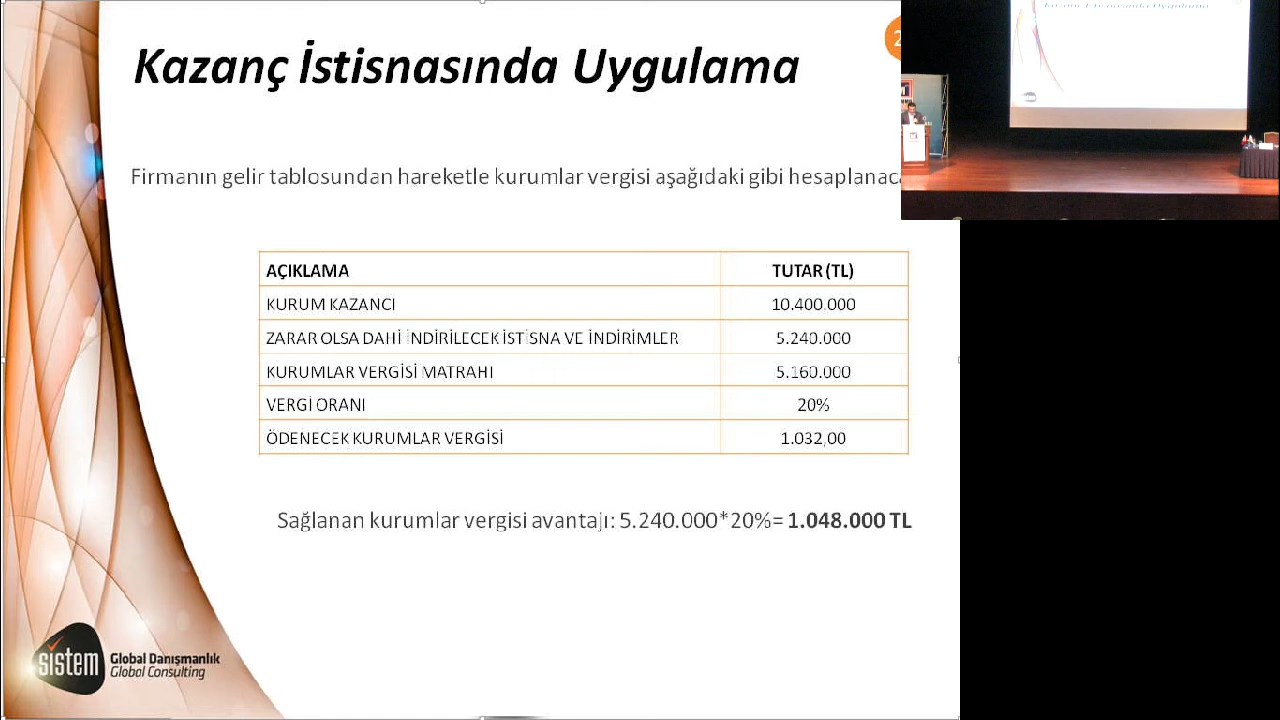 Kazanç İstisnasında Uygulama
2
Firmanın gelir tablosundan hareketle kurumlar vergisi aşağıdaki gibi
AÇIKLAMA TUTAR (TL)
KURUM KAZANCI 10.400.000
ZARAR OLSA DAHİ İNDİRİLECEK İSTİSNA VE İNDİRİMLER 5.240.000
KURUMLAR VERGİSİ MATRAHI 5.160.000
VERGİ ORANI 20%
ÖDENECEK KURUMLAR VERGİSİ 1.032,00
Sağlanan kurumlar vergisi avantajı: 5.240.000*20%= 1.048.000 TL
sistem Global Danışmanlık
Global Consulting